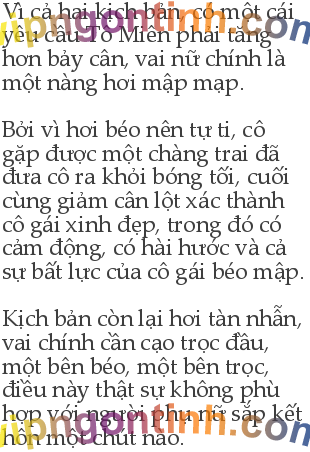 Vì cả hai kịch bản, có một cái
yêu cầu Tô Miên phải tăng
hơn bảy cân, vai nữ chính là
một nàng hơi mập mạp.
Bởi vì hơi béo nên tự ti, cô
gặp được một chàng trai đã
đưa cô ra khỏi bóng tối, cuối
cùng giảm cân lột xác thành
cô gái xinh đẹp, trong đó có
cảm động, có hài hước và cả
sự bất lực của cô gái béo mập.
Kịch bản còn lại hơi tàn nhẫn,
vai chính cần cạo trọc đầu,
một bên béo, một bên trọc,
điều này thật sự không phù
hợp với người phụ nữ sắp kết
hôn một chút nào.
vipngontinh.com
vipngontinh.com